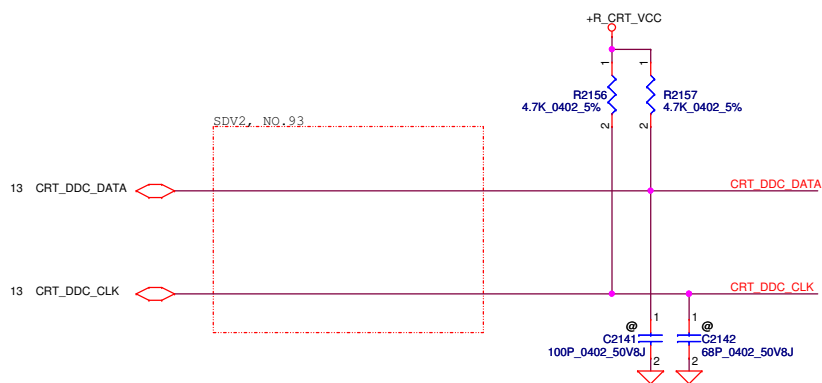 +R_CRT_VCC
1
1
R2156
4.7K_0402_5%
R2157
4.7K_0402_5%
2
2
SDV2, NO.93
13 CRT_DDC_DATA
CRT_DDC_DATA
13 CRT_DDC_CLK
CRT_DDC_CLK
@
1
@
1
C2141
100P_0402_50V8J
C2142
68P_0402_50V8J
2
2